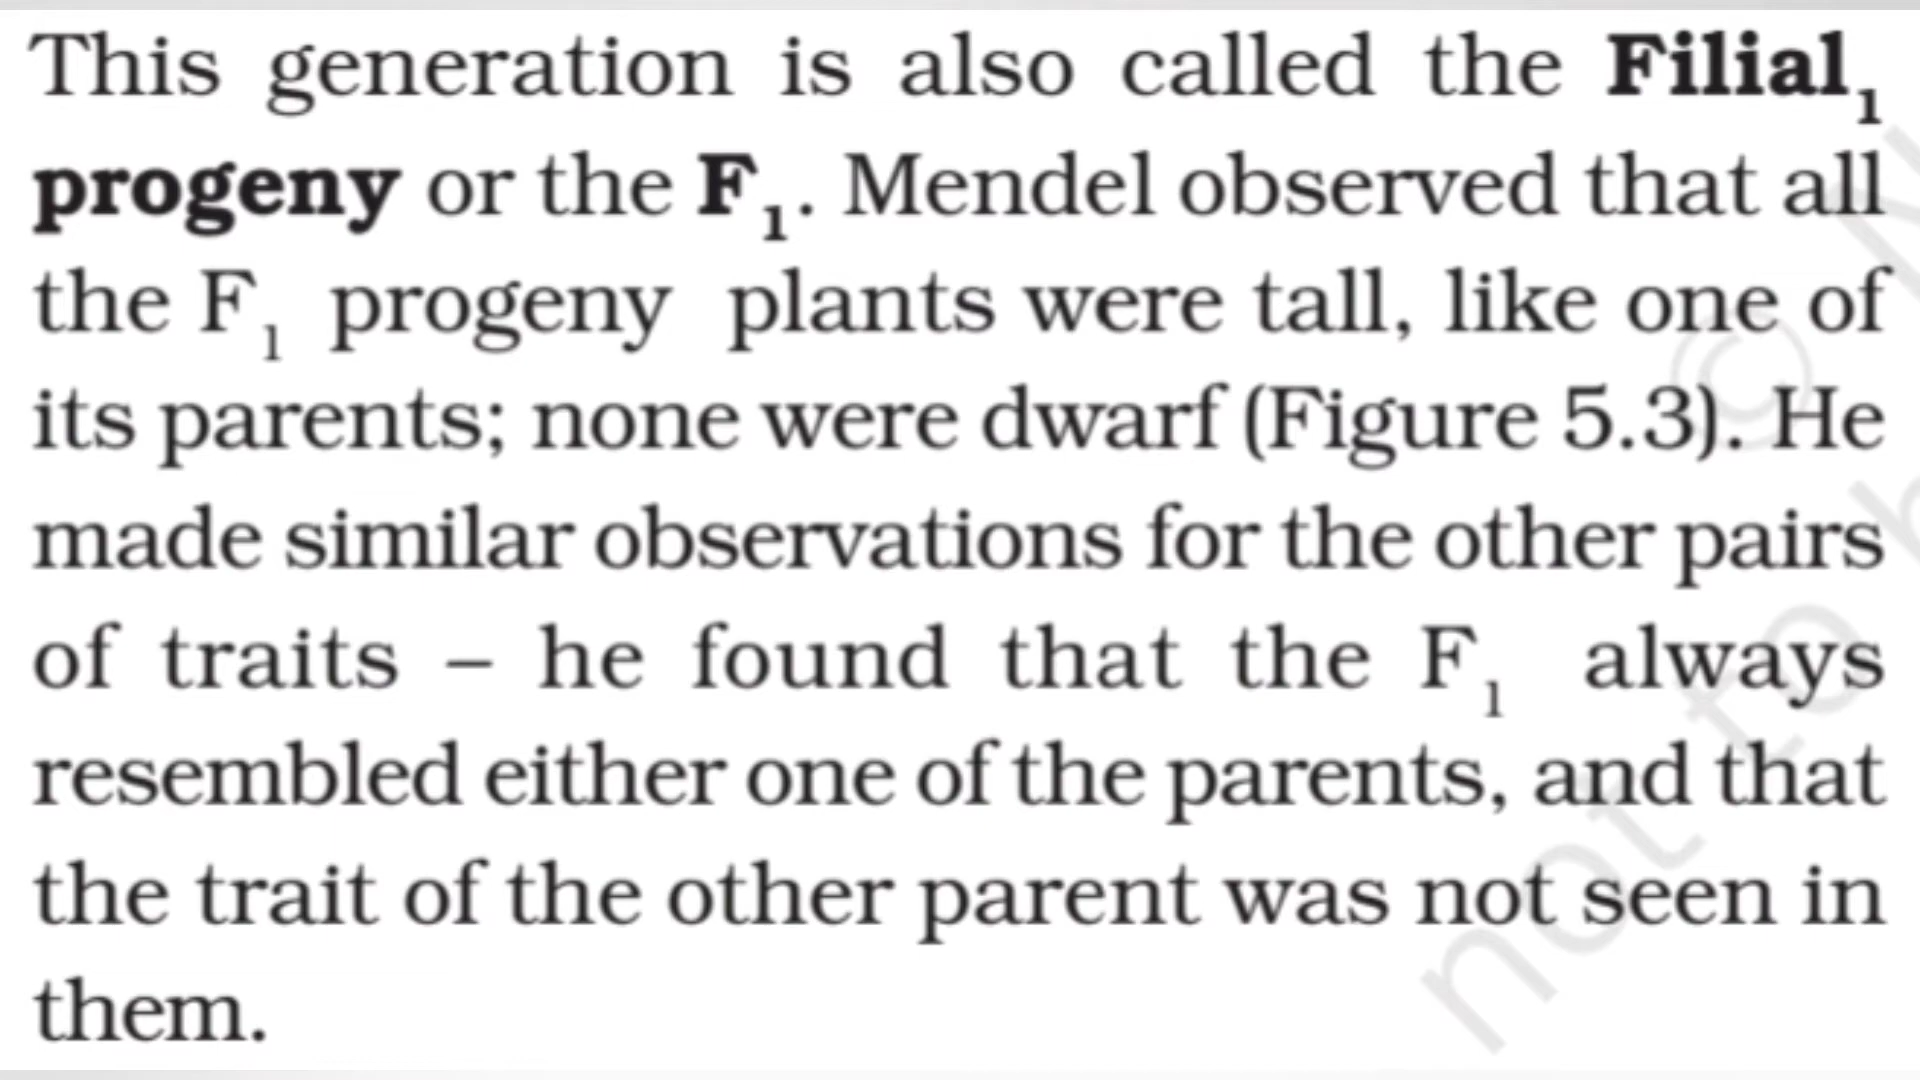 This generation is also called the Filial₁
progeny or the F₁. Mendel observed that all
the F₁ progeny plants were tall, like one of
its parents; none were dwarf (Figure 5.3). He
made similar observations for the other pairs
of traits – he found that the F₁ always
resembled either one of the parents, and that
the trait of the other parent was not seen in
them.
© N
not to b